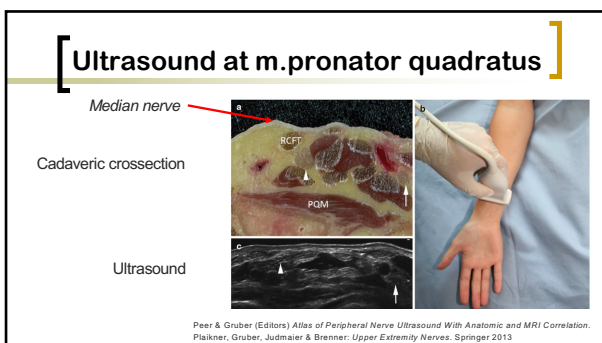 Ultrasound at m.pronator quadratus
Median nerve
Cadaveric crossection
Ultrasound
a
RCFT
PQM
b
c
Peer & Gruber (Editors) Atlas of Peripheral Nerve Ultrasound With Anatomic and MRI Correlation.
Plaikner, Gruber, Judmaier & Brenner: Upper Extremity Nerves. Springer 2013